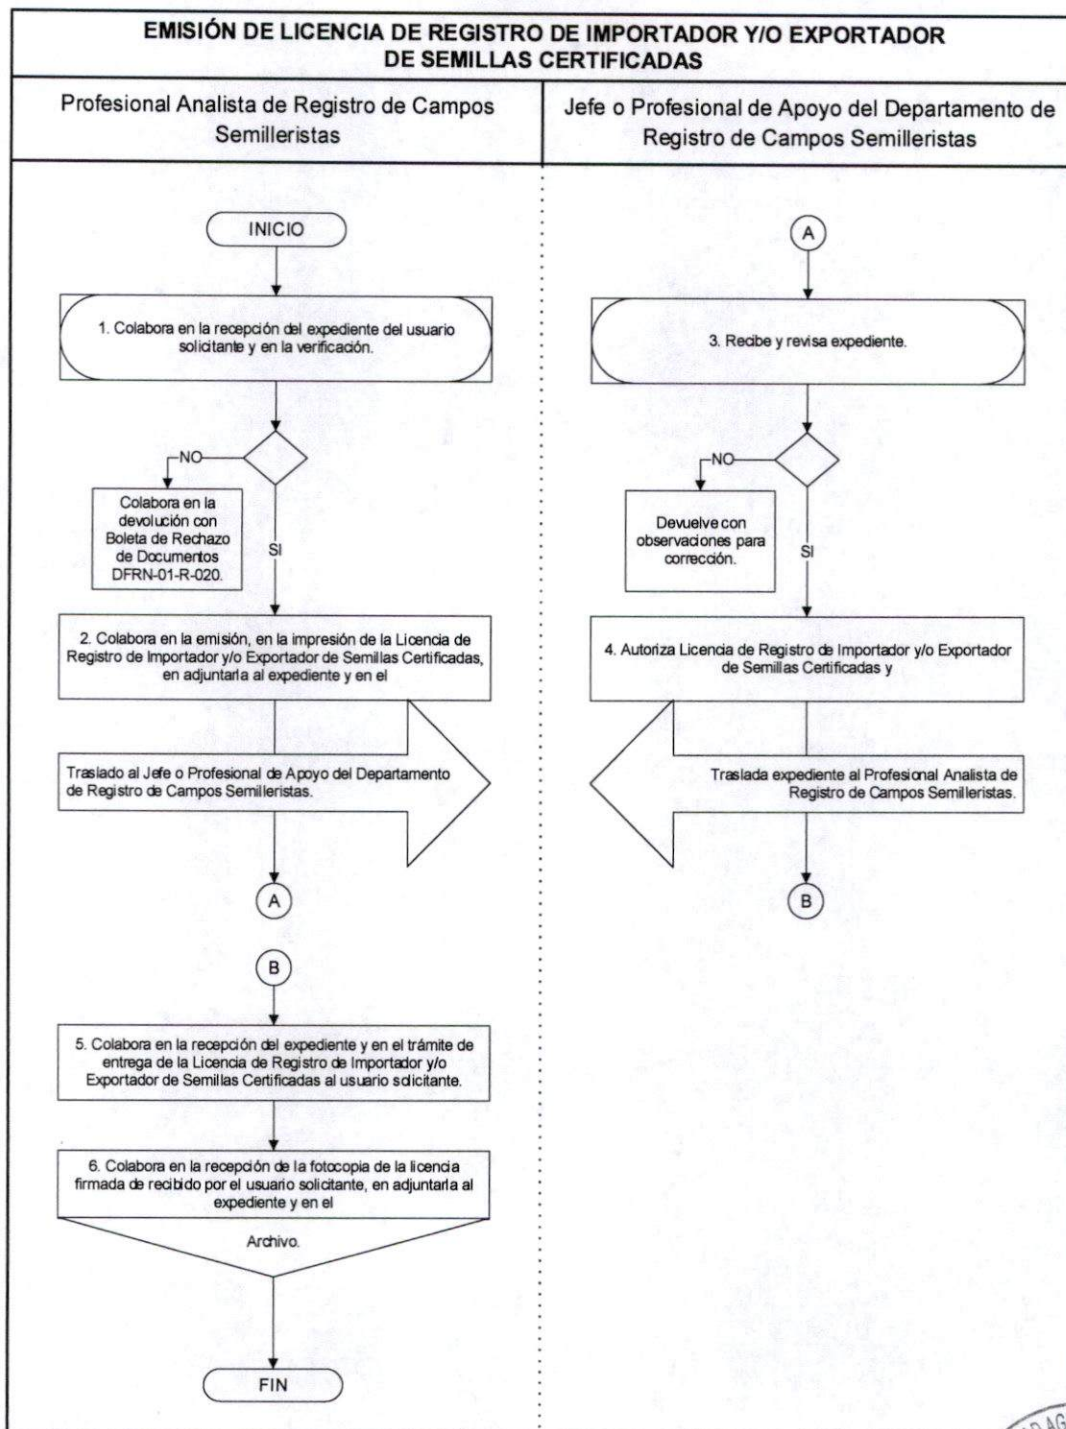 EMISIÓN DE LICENCIA DE REGISTRO DE IMPORTADOR Y/O EXPORTADOR
DE SEMILLAS CERTIFICADAS
Profesional Analista de Registro de Campos
Semilleristas
INICIO
1. Colabora en la recepción del expediente del usuario
solicitante y en la verificación.
NO
Colabora en la
devolución con
Boleta de Rechazo
de Documentos
DFRN-01-R-020.
SI
2. Colabora en la emisión, en la impresión de la Licencia de
Registro de Importador y/o Exportador de Semillas Certificadas,
en adjuntarla al expediente y en el
Traslado al Jefe o Profesional de Apoyo del Departamento
de Registro de Campos Semilleristas.
A
B
5. Colabora en la recepción del expediente y en el trámite de
entrega de la Licencia de Registro de Importador y/o
Exportador de Semillas Certificadas al usuario solicitante.
6. Colabora en la recepción de la fotocopia de la licencia
firmada de recibido por el usuario solicitante, en adjuntarla al
expediente y en el
Archivo.
FIN
Jefe o Profesional de Apoyo del Departamento de
Registro de Campos Semilleristas
A
3. Recibe y revisa expediente.
NO
Devuelve con
observaciones para
corrección.
SI
4. Autoriza Licencia de Registro de Importador y/o Exportador
de Semillas Certificadas y
Traslada expediente al Profesional Analista de
Registro de Campos Semilleristas.
B